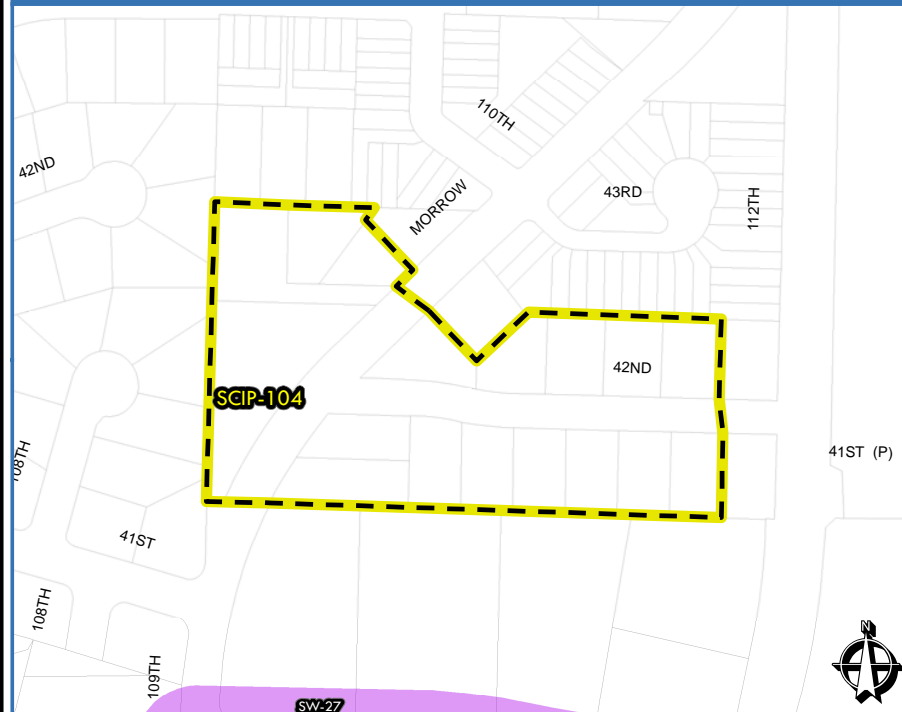 110TH
42ND
43RD
MORROW
112TH
42ND
SCIP-104
108TH
41ST (P)
41ST
108TH
109TH
SW-27
N